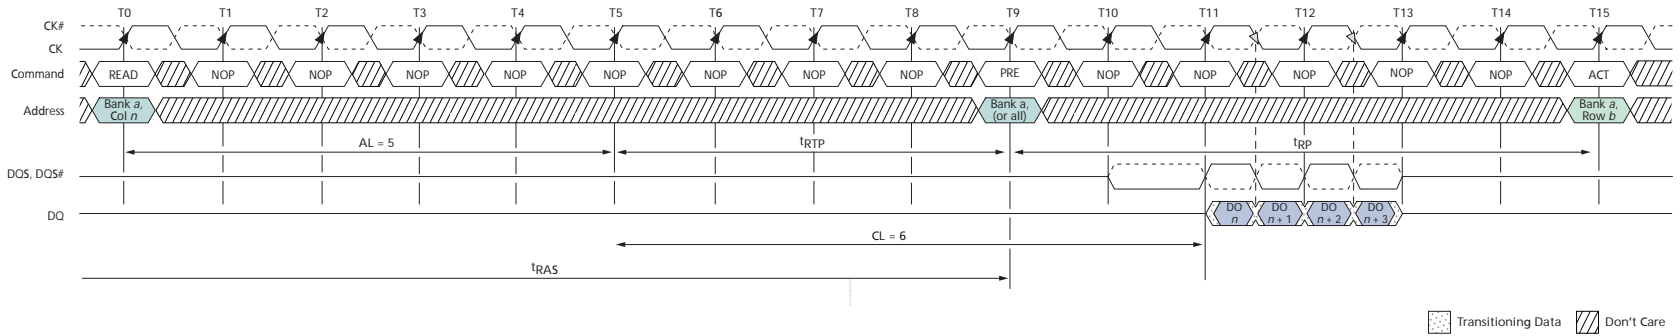 T0 T1 T2 T3 T4 T5 T6 T7 T8 T9 T10 T11 T12 T13 T14 T15
CK#
CK
Command READ NOP NOP NOP NOP NOP NOP NOP NOP PRE NOP NOP NOP NOP NOP ACT
Address Bank a, Col n Bank a, (or all) Bank a, Row b
AL = 5 tRTP tRP
DQS, DQS#
DQ DO n DO n + 1 DO n + 2 DO n + 3
CL = 6
tRAS
Transitioning Data Don't Care